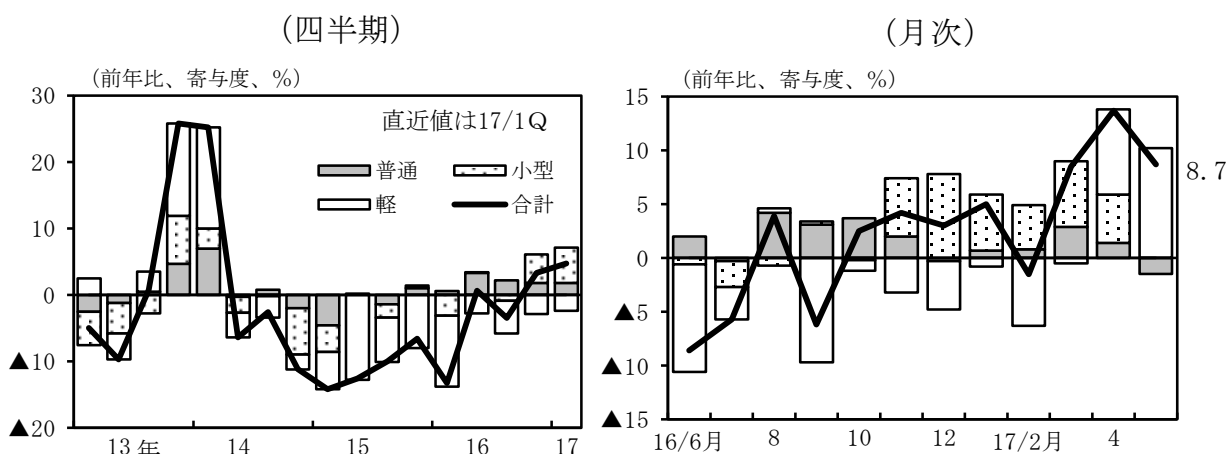 （四半期）
（前年比、寄与度、％）
30
20
10
0
▲10
▲20
直近値は17/1Q
普通
小型
軽
合計
13 年
14
15
16
17
（月次）
（前年比、寄与度、％）
15
10
5
0
▲5
▲10
▲15
8.7
16/6月
8
10
12
17/2月
4